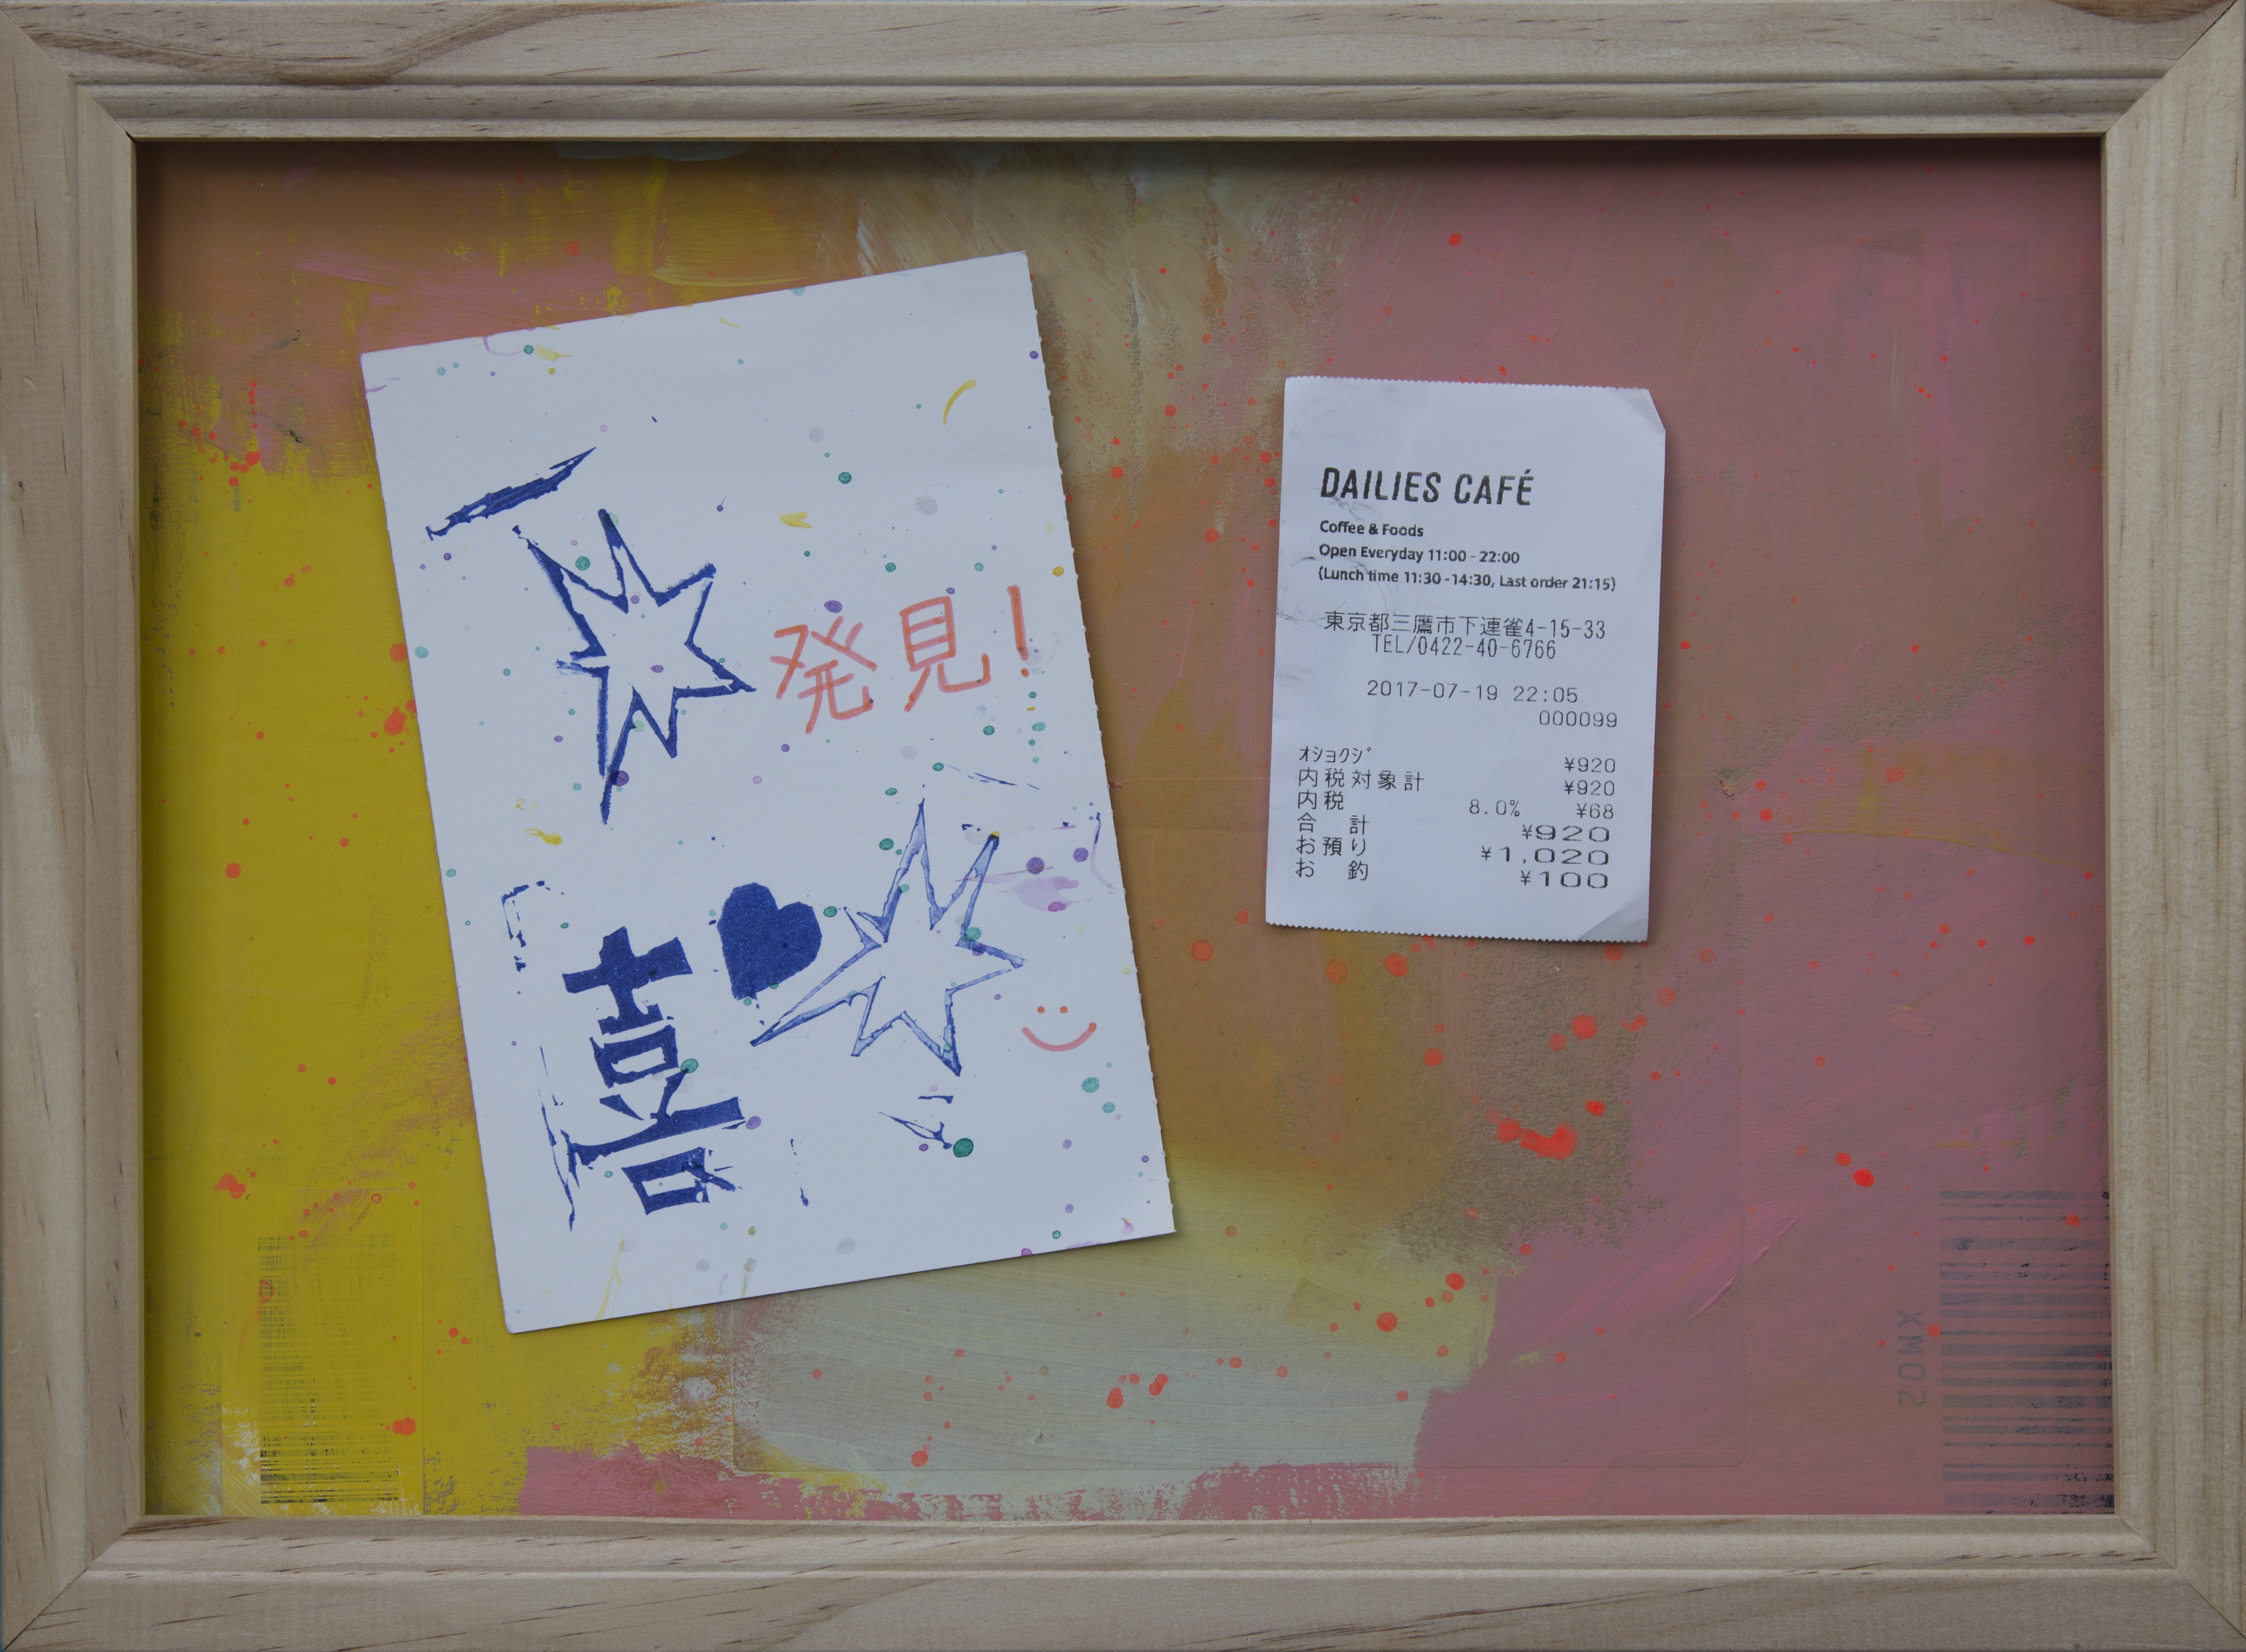 発見！
喜
DAILIES CAFÉ
Coffee & Foods
Open Everyday 11:00 - 22:00
(Lunch time 11:30 -14:30, Last order 21:15)
東京都三鷹市下連雀4-15-33
TEL/0422-40-6766
2017-07-19 22:05
000099
ｵｼｮｸｼﾞ ¥920
内税対象計 ¥920
内税 8.0% ¥68
合 計 ¥920
お預り ¥1,020
お 釣 ¥100
XM02